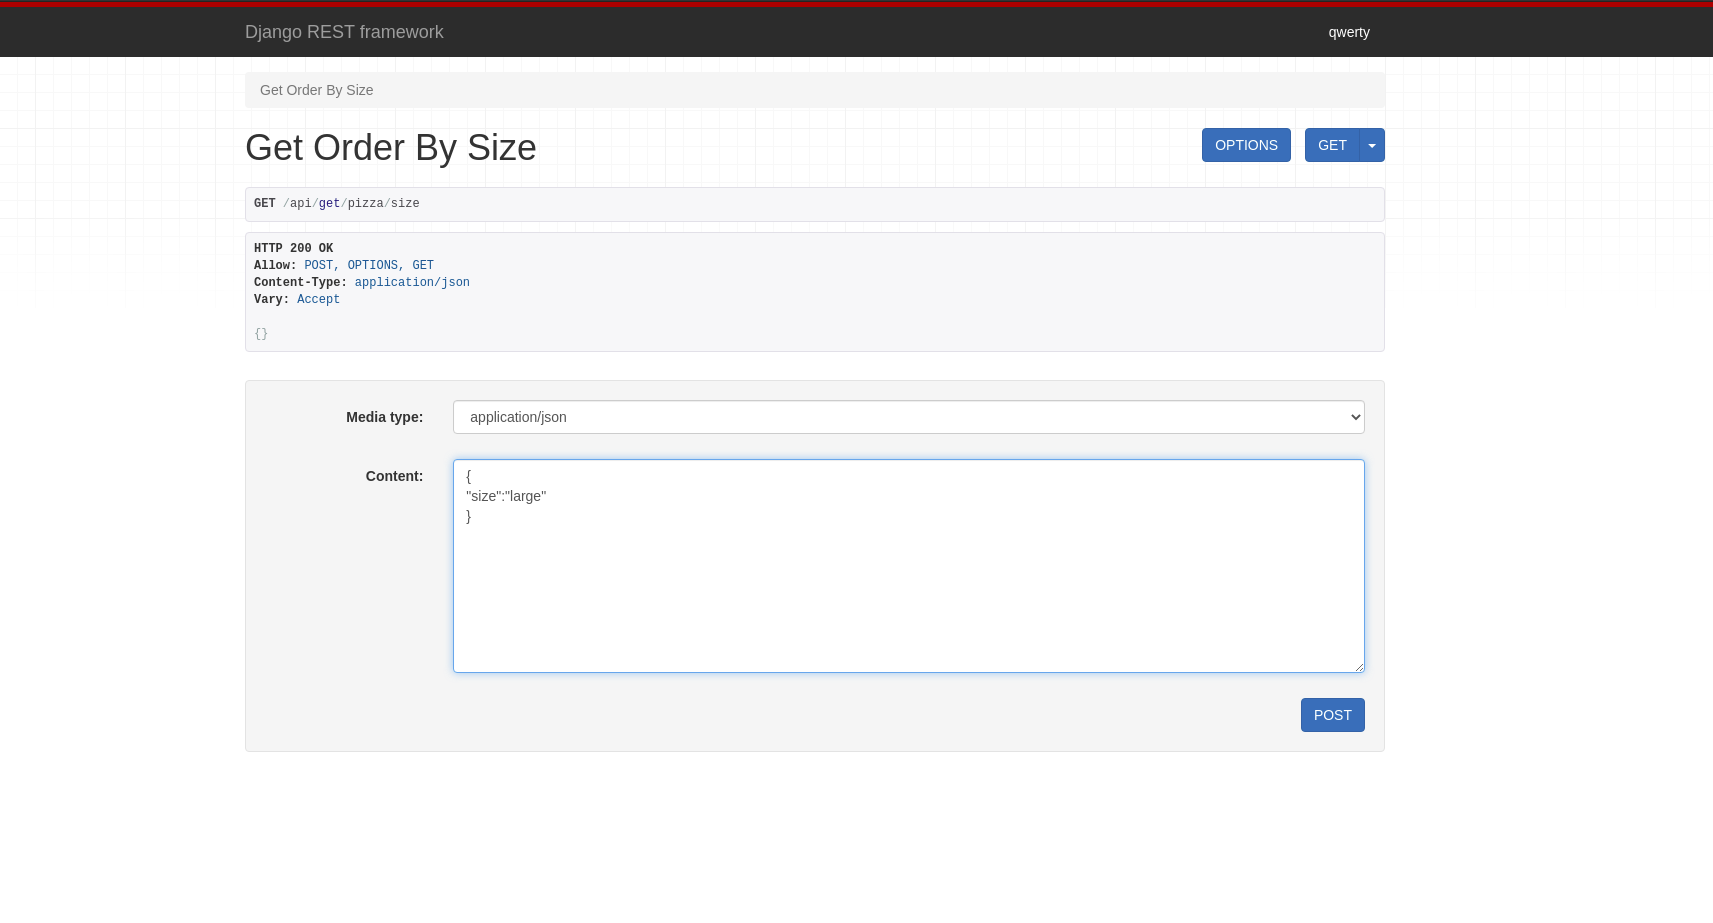 Django REST framework
qwerty
Get Order By Size
Get Order By Size
OPTIONS
GET
GET /api/get/pizza/size
HTTP 200 OK
Allow: POST, OPTIONS, GET
Content-Type: application/json
Vary: Accept
{}
Media type:
application/json
Content:
{
"size":"large"
}
POST